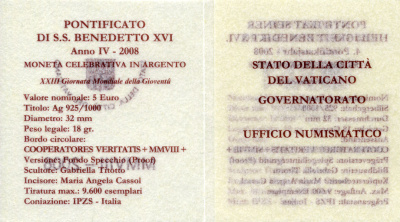 PONTIFICATO
DI S.S. BENEDETTO XVI
Anno IV - 2008
MONETA CELEBRATIVA IN ARGENTO
XXIII Giornata Mondiale della Gioventù
Valore nominale: 5 Euro
Titolo: Ag 925/1000
Diametro: 32 mm
Peso legale: 18 gr.
Bordo circolare:
COOPERATORES VERITATIS + MMVIII +
Versione: Fondo Specchio (Proof)
Scultore: Gabriella Titotto
Incisore: Maria Angela Cassol
Tiratura max.: 9.600 esemplari
Coniazione: IPZS - Italia
STATO DELLA CITTÀ
DEL VATICANO
GOVERNATORATO
UFFICIO NUMISMATICO